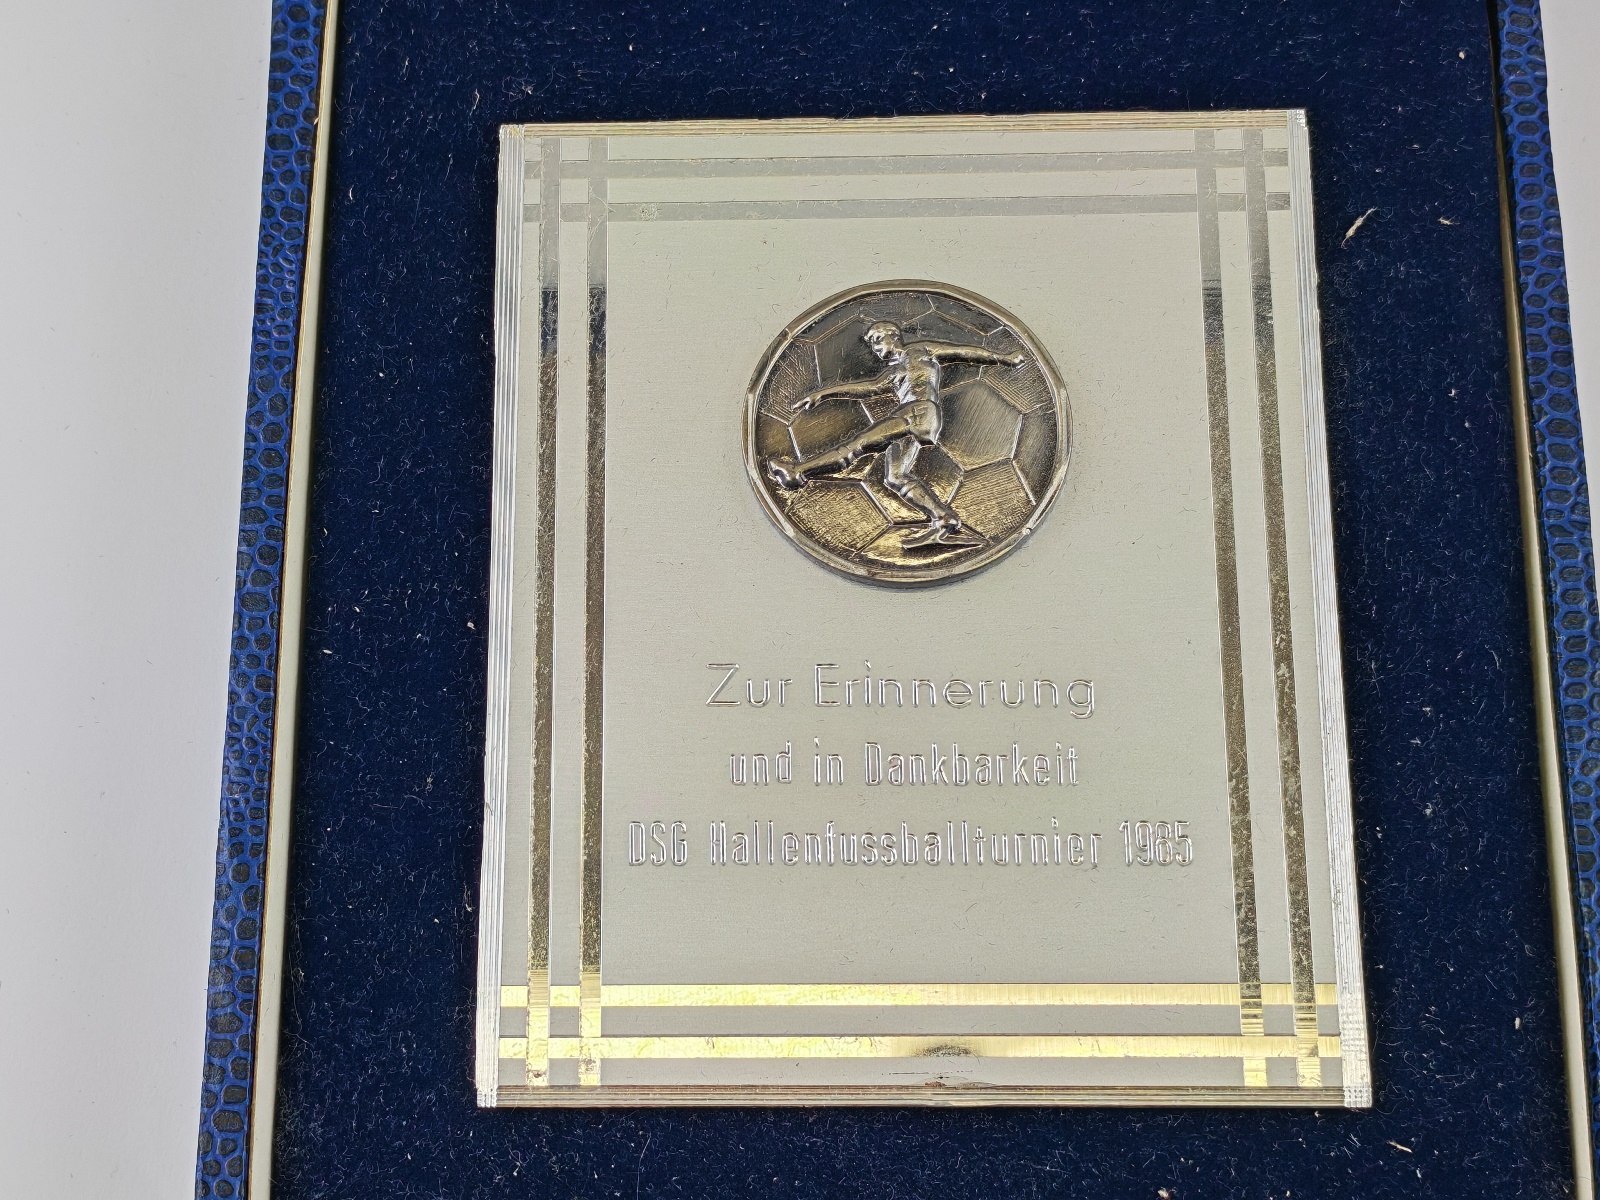 Zur Erinnerung
und in Dankbarkeit
DSG Hallenfussballturnier 1985